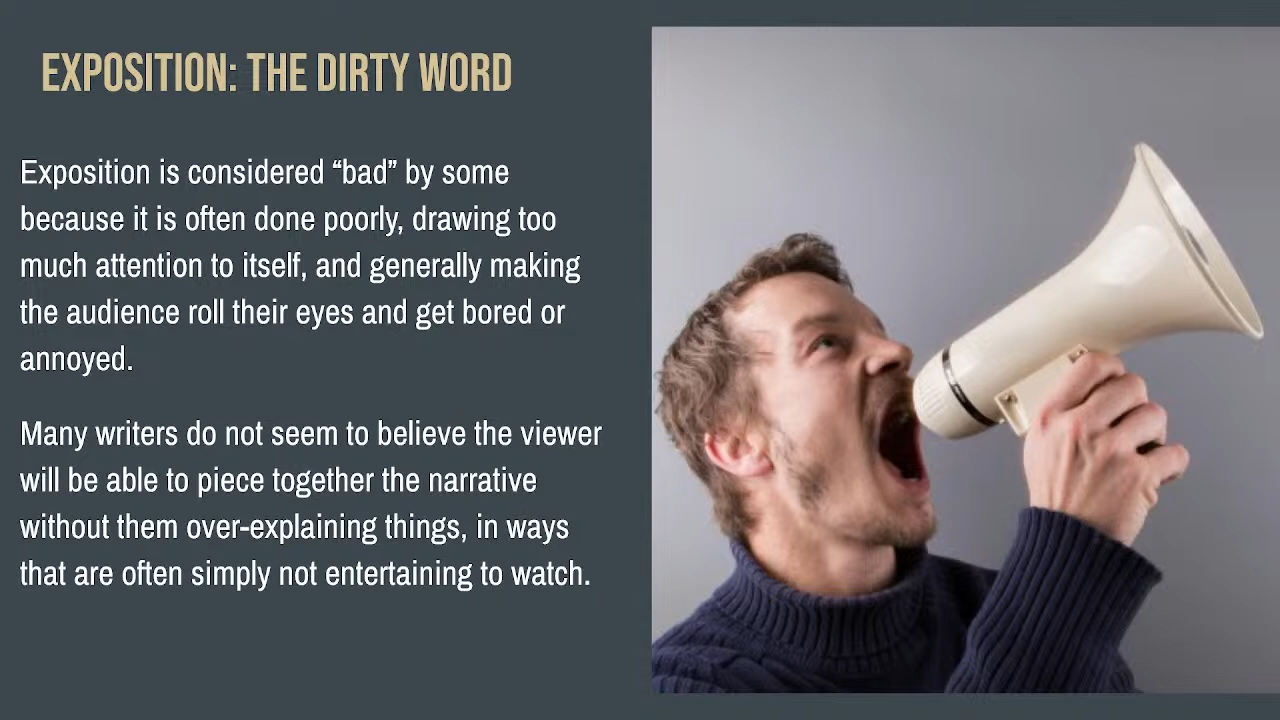 EXPOSITION: THE DIRTY WORD
Exposition is considered “bad” by some
because it is often done poorly, drawing too
much attention to itself, and generally making
the audience roll their eyes and get bored or
annoyed.
Many writers do not seem to believe the viewer
will be able to piece together the narrative
without them over-explaining things, in ways
that are often simply not entertaining to watch.